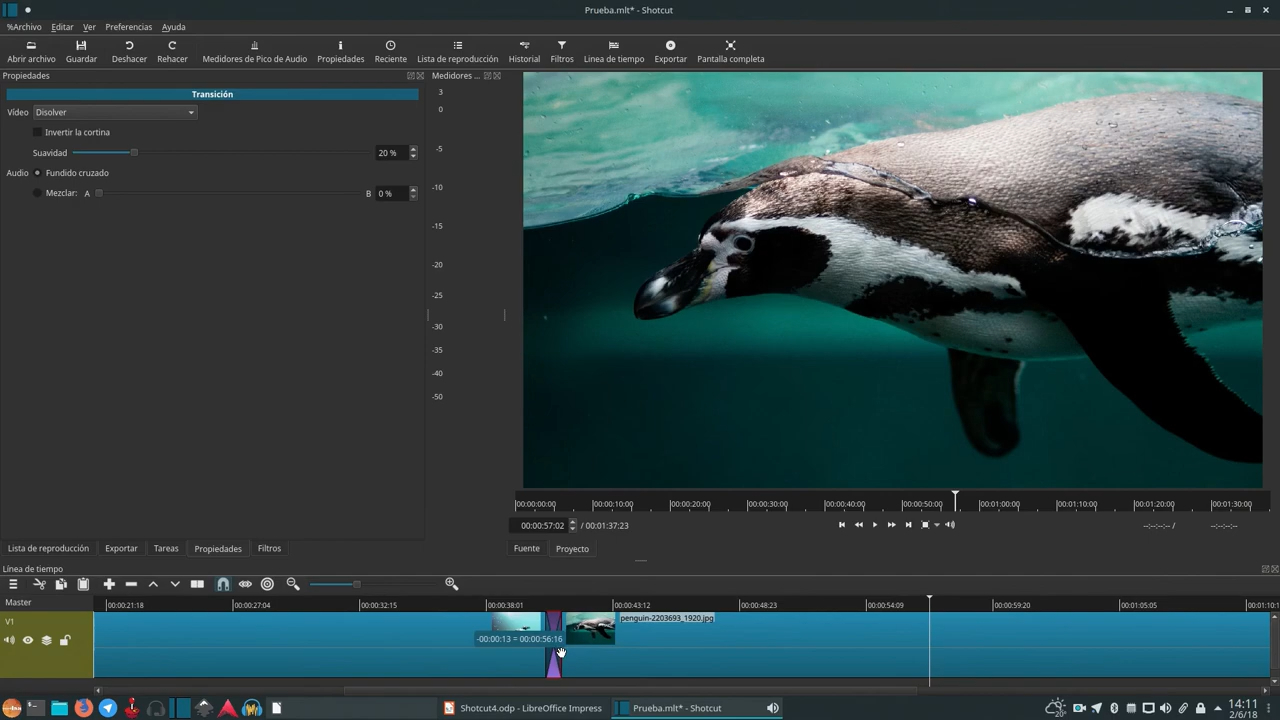 Prueba.mlt* - Shotcut
%Archivo Editar Ver Preferencias Ayuda
Abrir archivo Guardar Deshacer Rehacer Medidores de Pico de Audio Propiedades Reciente Lista de reproducción Historial Filtros Linea de tiempo Exportar Pantalla completa
Propiedades
Transición
Vídeo Disolver
Invertir la cortina
Suavidad 20 %
Audio Fundido cruzado
Mezclar: A B 0 %
Medidores ...
3
0
-5
-10
-15
-20
-25
-30
-35
-40
-50
00:00:00:00 00:00:10:00 00:00:20:00 00:00:30:00 00:00:40:00 00:00:50:00 00:01:00:00 00:01:10:00 00:01:20:00 00:01:30:00
00:00:57:02 / 00:01:37:23 --:--:--:-- / --:--:--:--
Lista de reproducción Exportar Tareas Propiedades Filtros
Fuente Proyecto
Línea de tiempo
Master
00:00:21:18 00:00:27:04 00:00:32:15 00:00:38:01 00:00:43:12 00:00:48:23 00:00:54:09 00:00:59:20 00:01:05:05 00:01:10:1
V1
penguin-2203693_1920.jpg
-00:00:13 = 00:00:56:16
20°
Shotcut4.odp - LibreOffice Impress
Prueba.mlt* - Shotcut
14:11
2/6/18